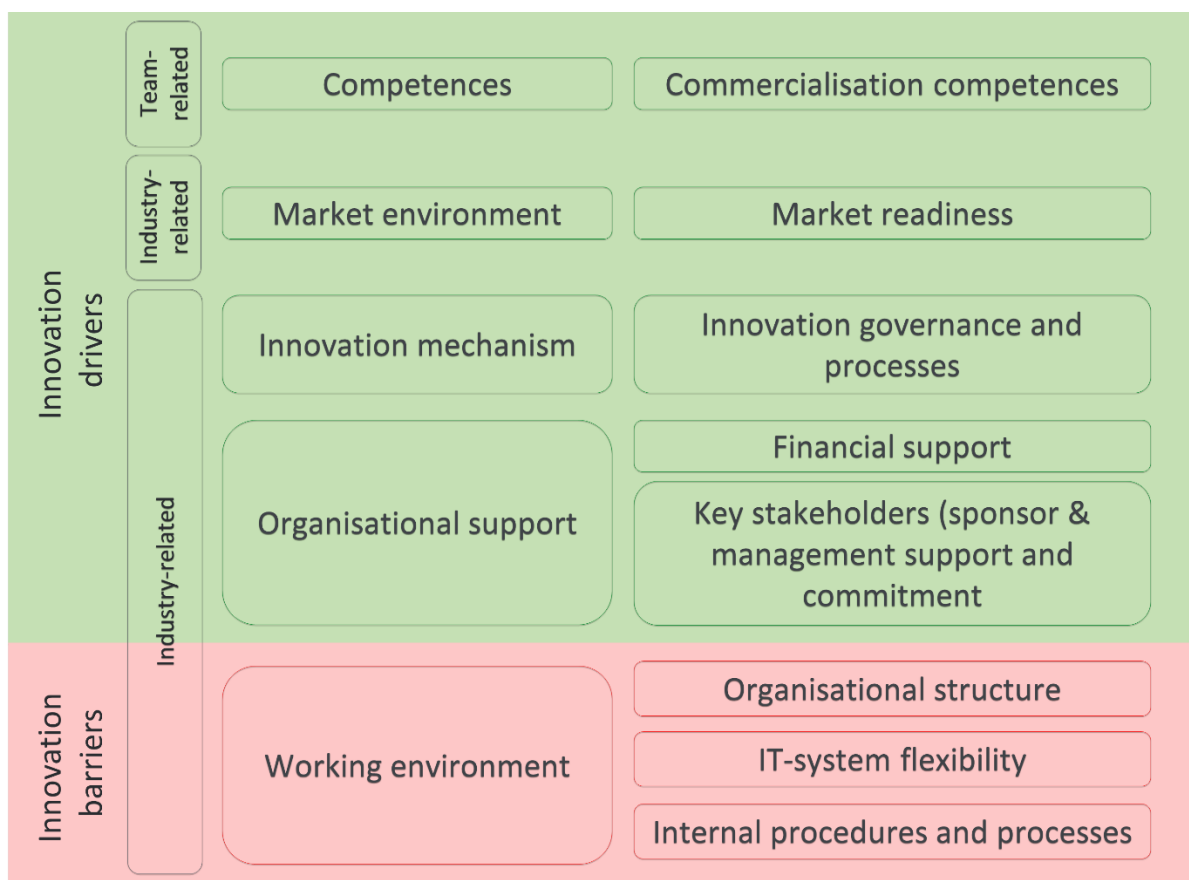 Innovation
drivers
Team-
related
Competences
Commercialisation competences
Industry-
related
Market environment
Market readiness
Industry-related
Innovation mechanism
Innovation governance and
processes
Organisational support
Financial support
Key stakeholders (sponsor &
management support and
commitment
Innovation
barriers
Working environment
Organisational structure
IT-system flexibility
Internal procedures and processes